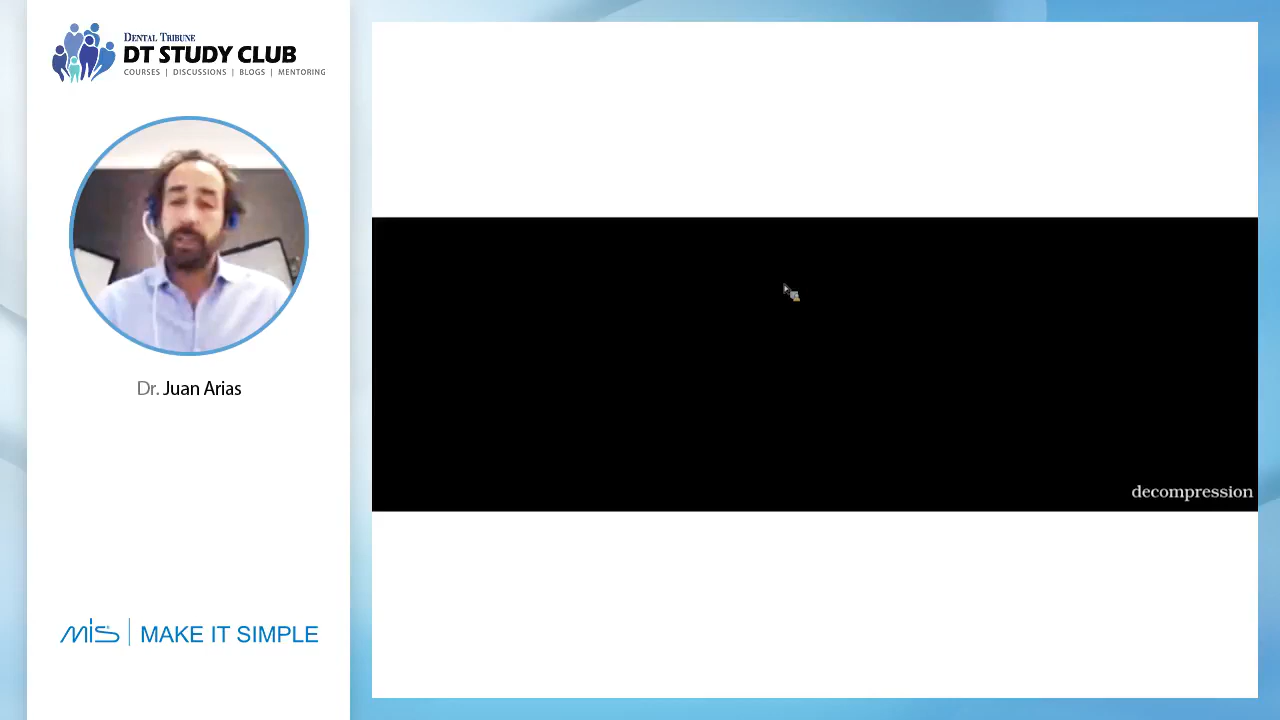 DENTAL TRIBUNE
DT STUDY CLUB
COURSES | DISCUSSIONS | BLOGS | MENTORING
Dr. Juan Arias
decompression
MIS® | MAKE IT SIMPLE